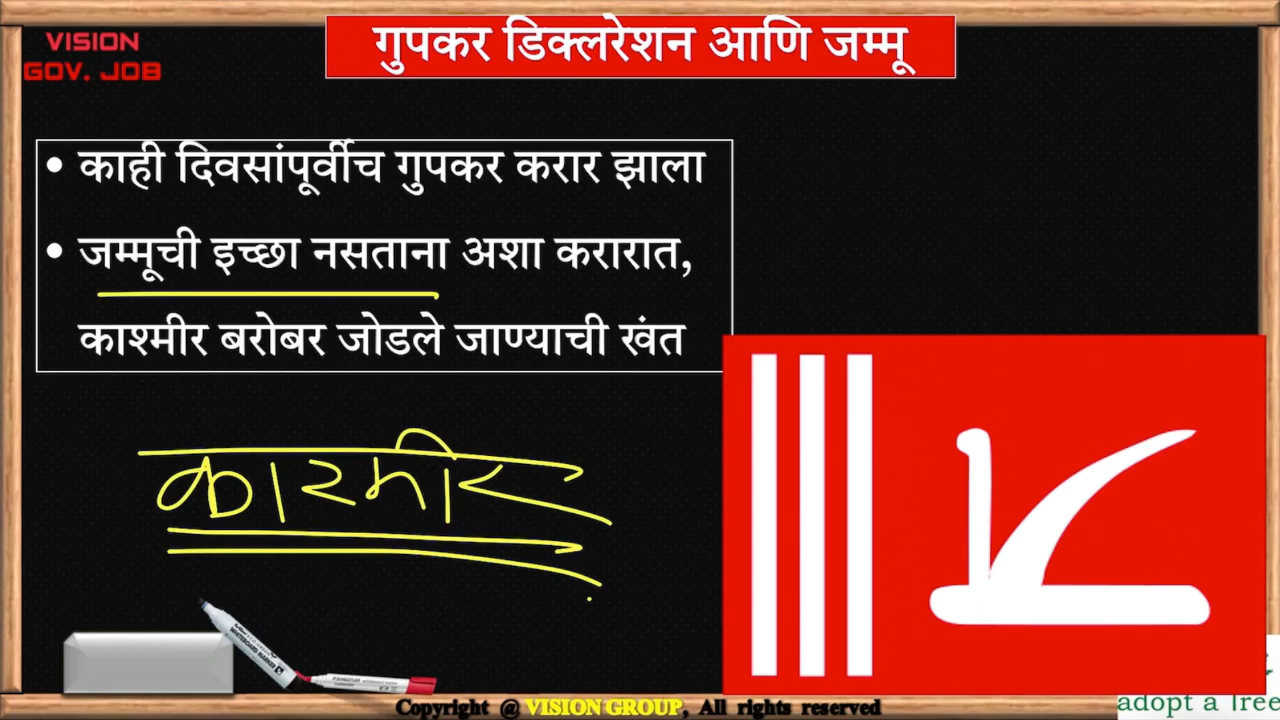 VISION
GOV. JOB
गुपकर डिक्लरेशन आणि जम्मू
• काही दिवसांपूर्वीच गुपकर करार झाला
• जम्मूची इच्छा नसताना अशा करारात,
काश्मीर बरोबर जोडले जाण्याची खंत
काश्मीर
adopt a Tree
Copyright @ VISION GROUP, All rights reserved